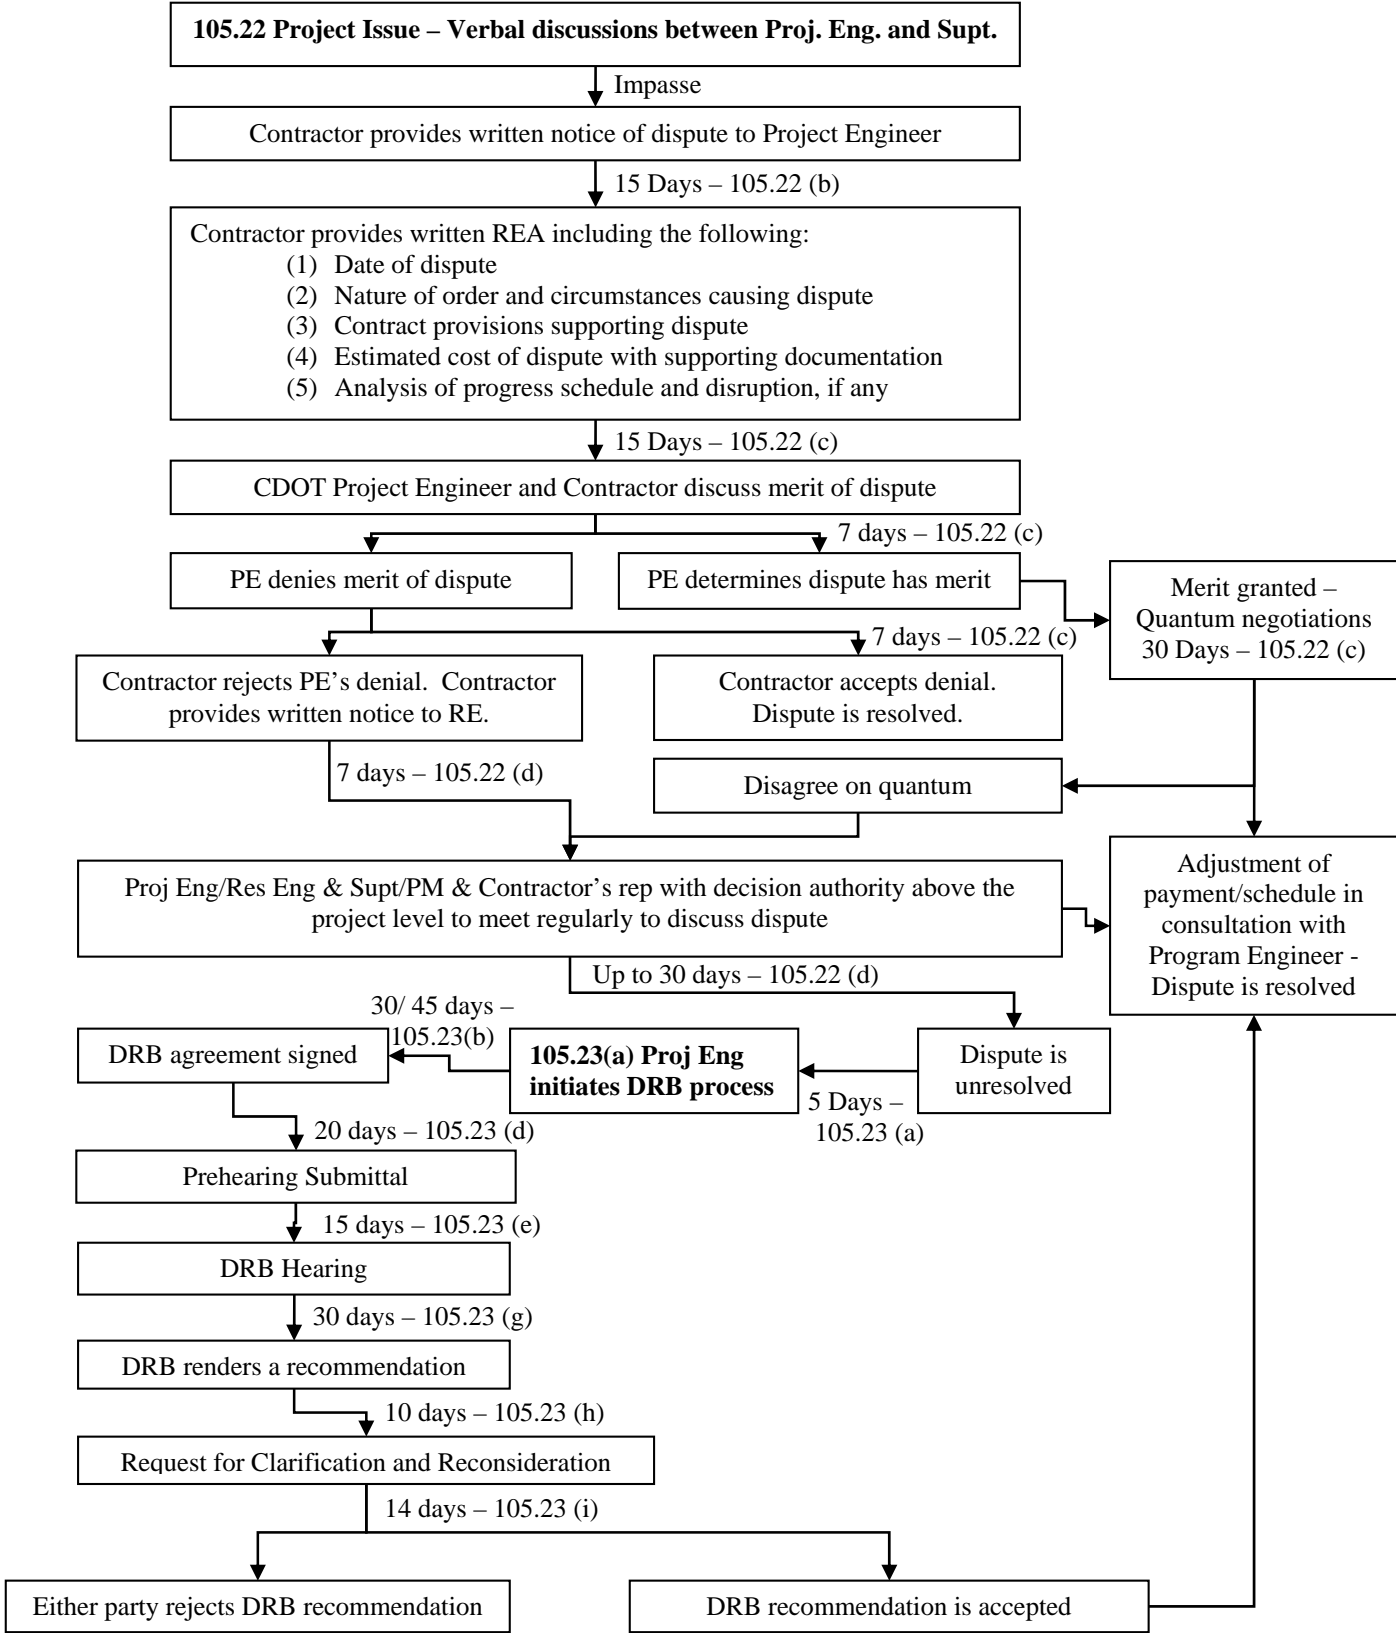 105.22 Project Issue – Verbal discussions between Proj. Eng. and Supt.
Impasse
Contractor provides written notice of dispute to Project Engineer
15 Days – 105.22 (b)
Contractor provides written REA including the following:
(1) Date of dispute
(2) Nature of order and circumstances causing dispute
(3) Contract provisions supporting dispute
(4) Estimated cost of dispute with supporting documentation
(5) Analysis of progress schedule and disruption, if any
15 Days – 105.22 (c)
CDOT Project Engineer and Contractor discuss merit of dispute
7 days – 105.22 (c)
PE denies merit of dispute
PE determines dispute has merit
Merit granted –
Quantum negotiations
30 Days – 105.22 (c)
7 days – 105.22 (c)
Contractor rejects PE’s denial.  Contractor
provides written notice to RE.
Contractor accepts denial.
Dispute is resolved.
7 days – 105.22 (d)
Disagree on quantum
Proj Eng/Res Eng & Supt/PM & Contractor’s rep with decision authority above the
project level to meet regularly to discuss dispute
Adjustment of
payment/schedule in
consultation with
Program Engineer -
Dispute is resolved
Up to 30 days – 105.22 (d)
30/ 45 days –
105.23(b)
DRB agreement signed
105.23(a) Proj Eng
initiates DRB process
Dispute is
unresolved
5 Days –
105.23 (a)
20 days – 105.23 (d)
Prehearing Submittal
15 days – 105.23 (e)
DRB Hearing
30 days – 105.23 (g)
DRB renders a recommendation
10 days – 105.23 (h)
Request for Clarification and Reconsideration
14 days – 105.23 (i)
Either party rejects DRB recommendation
DRB recommendation is accepted